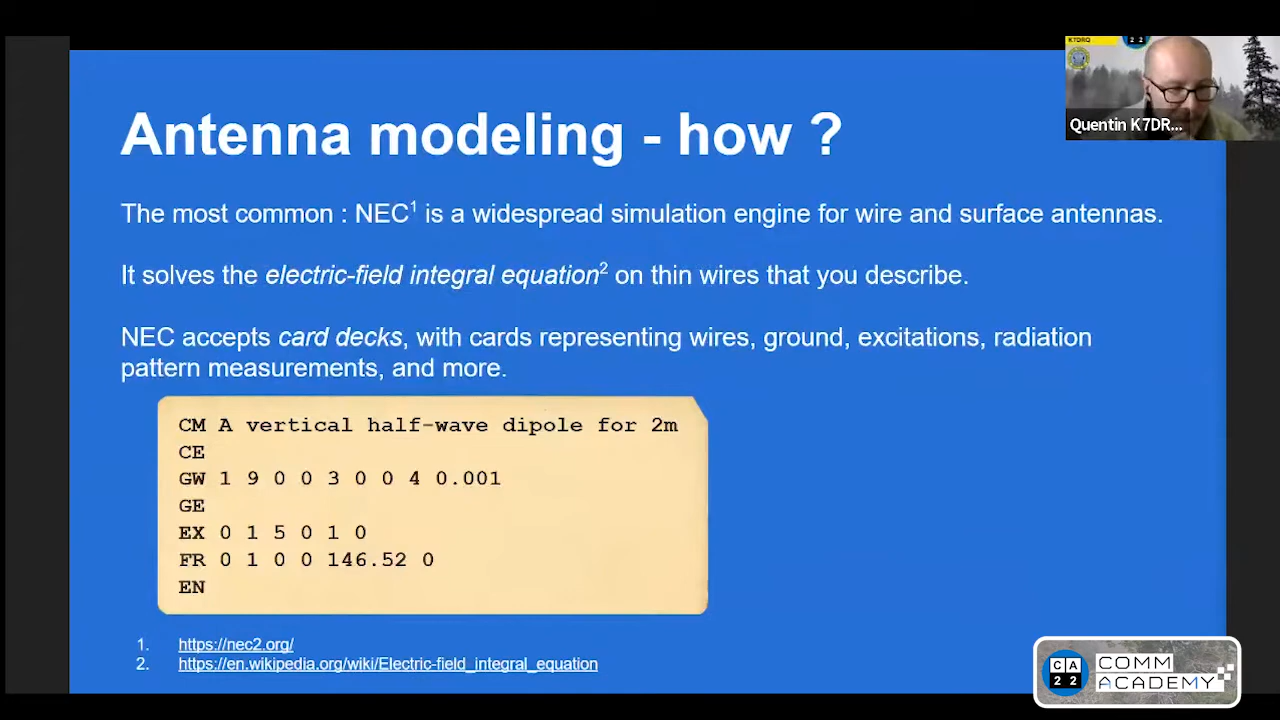 Antenna modeling - how ?
The most common : NEC1 is a widespread simulation engine for wire and surface antennas.
It solves the electric-field integral equation2 on thin wires that you describe.
NEC accepts card decks, with cards representing wires, ground, excitations, radiation
pattern measurements, and more.
CM A vertical half-wave dipole for 2m
CE
GW 1 9 0 0 3 0 0 4 0.001
GE
EX 0 1 5 0 1 0
FR 0 1 0 0 146.52 0
EN
1. https://nec2.org/
2. https://en.wikipedia.org/wiki/Electric-field_integral_equation
K7DRQ
22
Quentin K7DR...
CA
22
COMM
ACADEMY